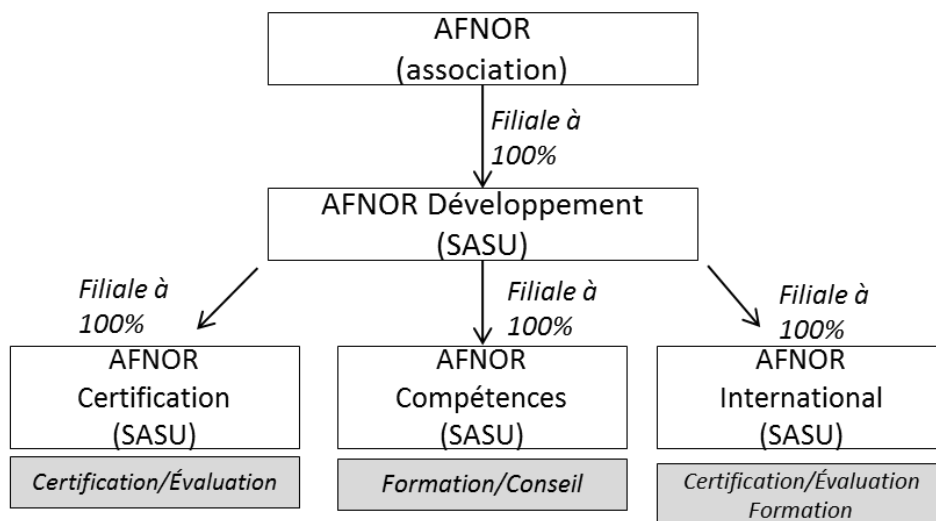 AFNOR
(association)
Filiale à
100%
AFNOR Développement
(SASU)
Filiale à
100%
Filiale à
100%
Filiale à
100%
AFNOR
Certification
(SASU)
AFNOR
Compétences
(SASU)
AFNOR
International
(SASU)
Certification/Évaluation
Formation/Conseil
Certification/Évaluation
Formation